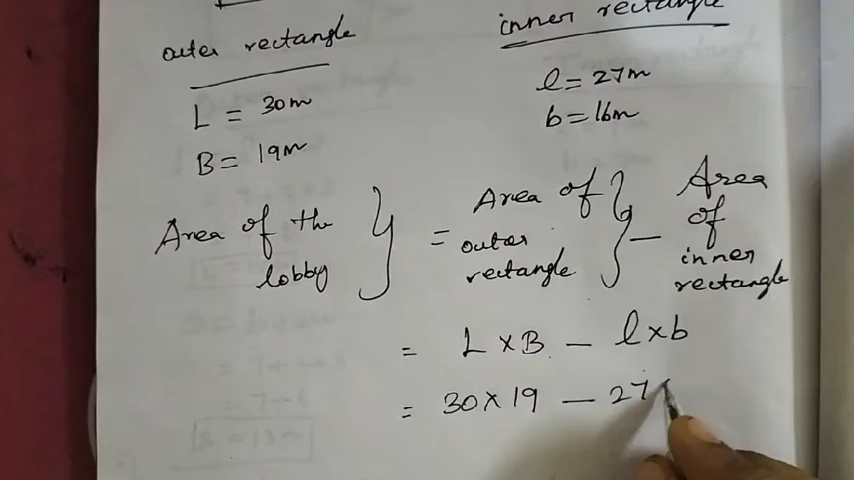 outer rectangle
inner rectangle
L = 30m
l = 27m
B = 19m
b = 16m
Area of the lobby } = Area of outer rectangle } — Area of inner rectangle
= L × B — l × b
= 30 × 19 — 27